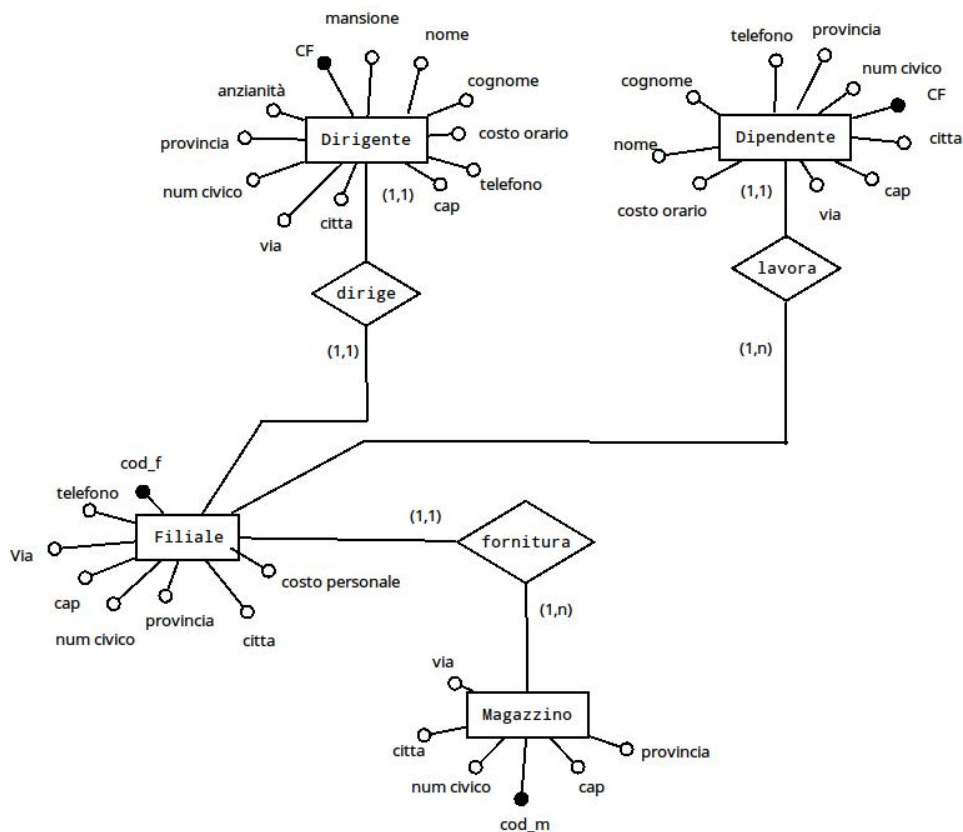 mansione
nome
CF
cognome
anzianità
Dirigente
costo orario
provincia
telefono
num civico
(1,1)
cap
citta
via
dirige
(1,1)
telefono
provincia
num civico
cognome
CF
Dipendente
citta
nome
cap
(1,1)
costo orario
via
lavora
(1,n)
cod_f
telefono
Filiale
Via
costo personale
cap
provincia
num civico
citta
(1,1)
fornitura
(1,n)
via
Magazzino
citta
provincia
num civico
cap
cod_m